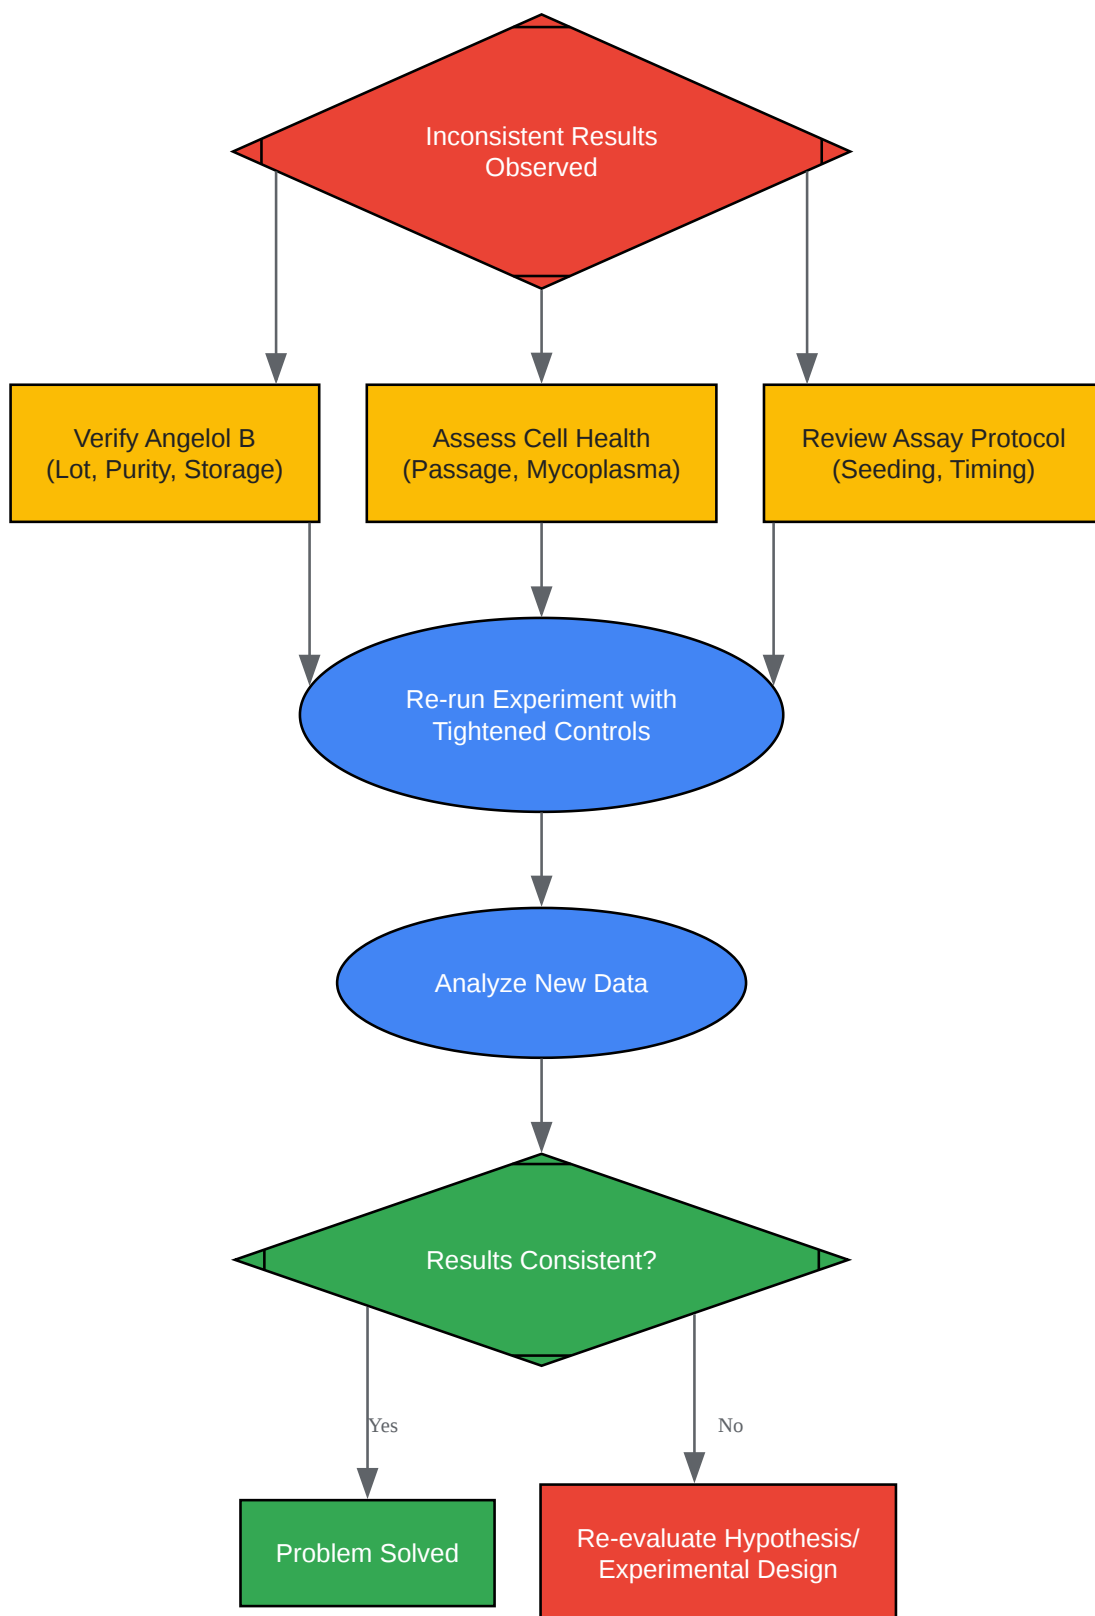 Inconsistent Results
Observed
Verify Angelol B
(Lot, Purity, Storage)
Assess Cell Health
(Passage, Mycoplasma)
Review Assay Protocol
(Seeding, Timing)
Re-run Experiment with
Tightened Controls
Analyze New Data
Results Consistent?
Yes
No
Problem Solved
Re-evaluate Hypothesis/
Experimental Design